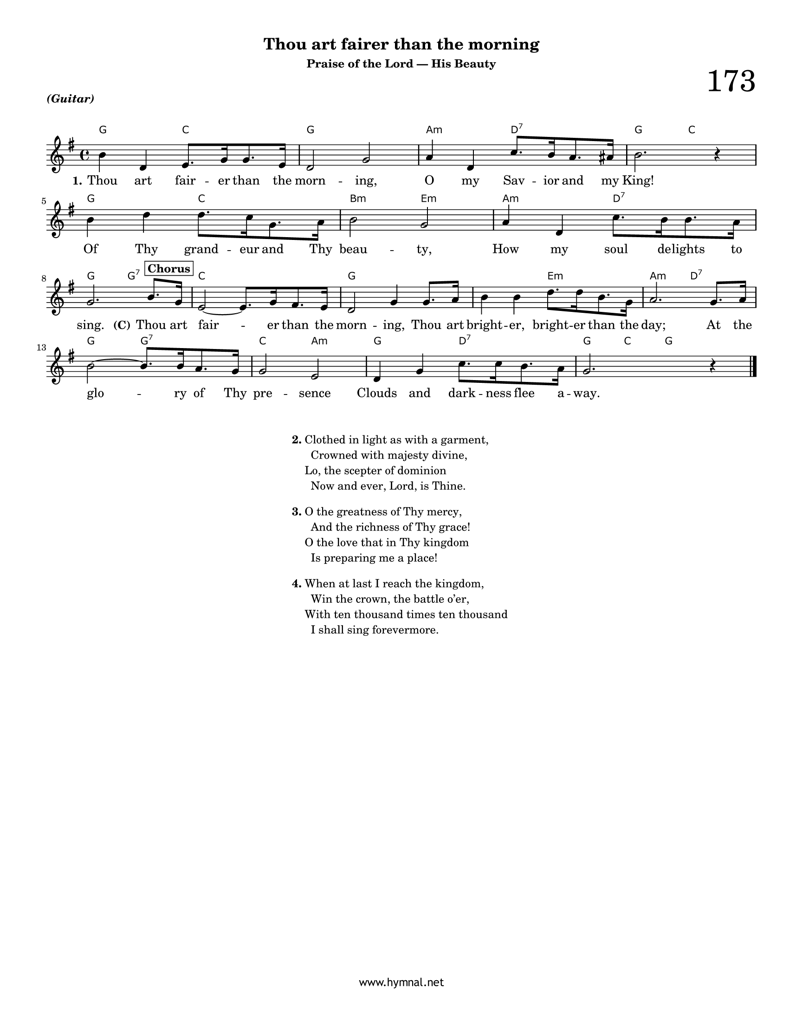 Thou art fairer than the morning
Praise of the Lord — His Beauty
173
(Guitar)
G C G Am D7 G C
1. Thou art fair - er than the morn - ing, O my Sav - ior and my King!
5
G C Bm Em Am D7
Of Thy grand - eur and Thy beau - ty, How my soul delights to
8
G G7 Chorus C G Em Am D7
sing. (C) Thou art fair - er than the morn - ing, Thou art bright-er, bright-er than the day; At the
13
G G7 C Am G D7 G C G
glo - ry of Thy pre - sence Clouds and dark - ness flee a - way.
2. Clothed in light as with a garment,
Crowned with majesty divine,
Lo, the scepter of dominion
Now and ever, Lord, is Thine.
3. O the greatness of Thy mercy,
And the richness of Thy grace!
O the love that in Thy kingdom
Is preparing me a place!
4. When at last I reach the kingdom,
Win the crown, the battle o'er,
With ten thousand times ten thousand
I shall sing forevermore.
www.hymnal.net